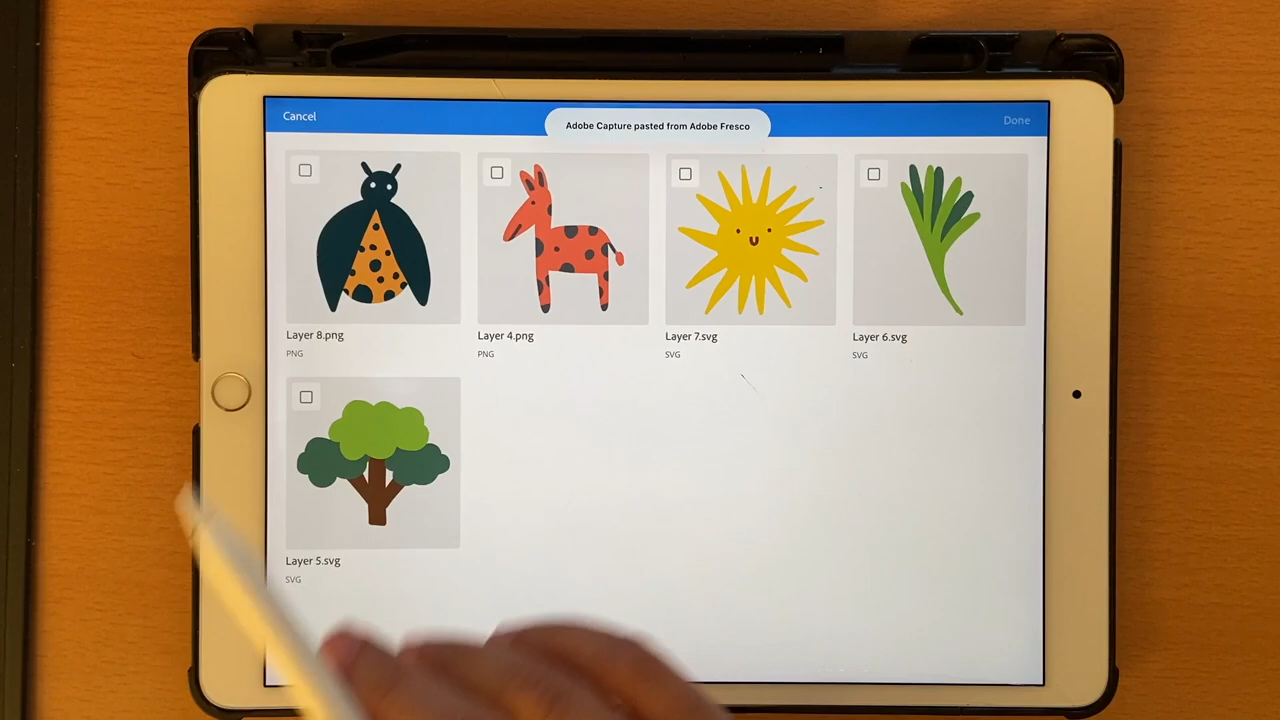 Cancel
Adobe Capture pasted from Adobe Fresco
Done
Layer 8.png
PNG
Layer 4.png
PNG
Layer 7.svg
SVG
Layer 6.svg
SVG
Layer 5.svg
SVG